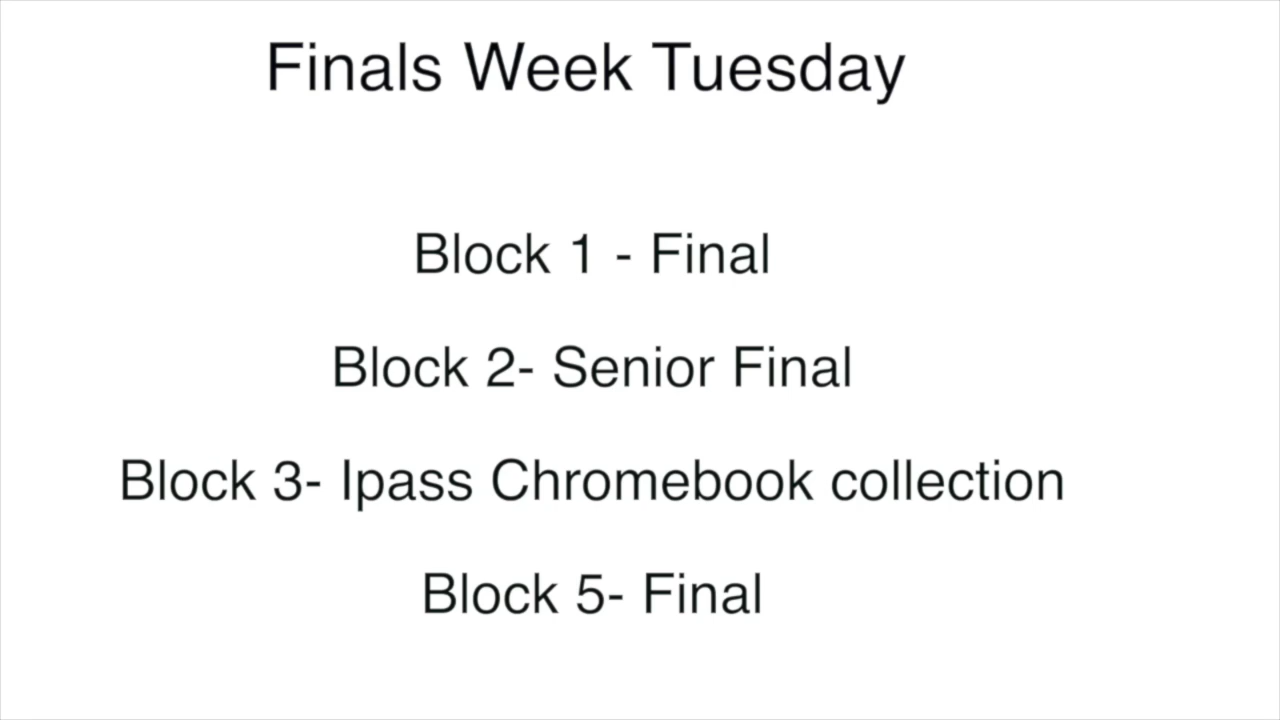 Finals Week Tuesday
Block 1 - Final
Block 2- Senior Final
Block 3- Ipass Chromebook collection
Block 5- Final